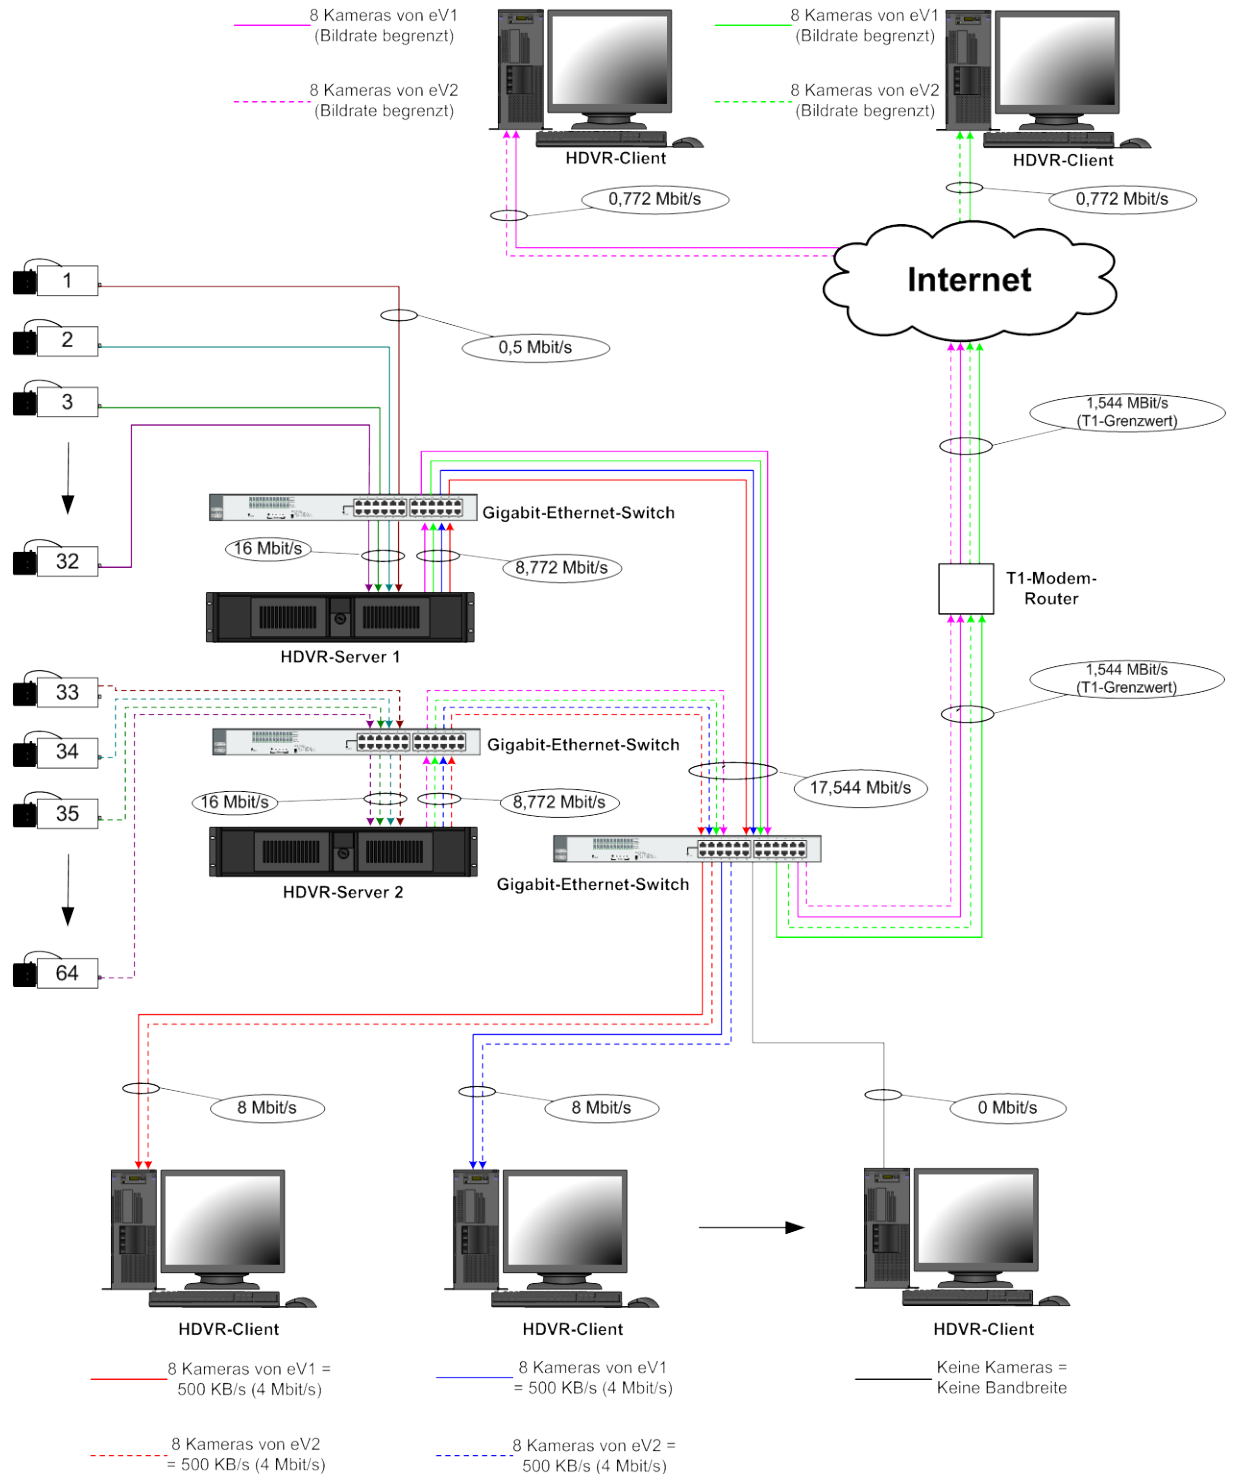 8 Kameras von eV1
(Bildrate begrenzt)
8 Kameras von eV2
(Bildrate begrenzt)
HDVR-Client
8 Kameras von eV1
(Bildrate begrenzt)
8 Kameras von eV2
(Bildrate begrenzt)
HDVR-Client
0,772 Mbit/s
0,772 Mbit/s
Internet
1
2
3
32
0,5 Mbit/s
1,544 MBit/s
(T1-Grenzwert)
Gigabit-Ethernet-Switch
16 Mbit/s
8,772 Mbit/s
HDVR-Server 1
T1-Modem-
Router
1,544 MBit/s
(T1-Grenzwert)
33
34
35
64
Gigabit-Ethernet-Switch
16 Mbit/s
8,772 Mbit/s
17,544 Mbit/s
HDVR-Server 2
Gigabit-Ethernet-Switch
8 Mbit/s
8 Mbit/s
0 Mbit/s
HDVR-Client
HDVR-Client
HDVR-Client
8 Kameras von eV1 =
500 KB/s (4 Mbit/s)
8 Kameras von eV1
= 500 KB/s (4 Mbit/s)
Keine Kameras =
Keine Bandbreite
8 Kameras von eV2
= 500 KB/s (4 Mbit/s)
8 Kameras von eV2 =
500 KB/s (4 Mbit/s)